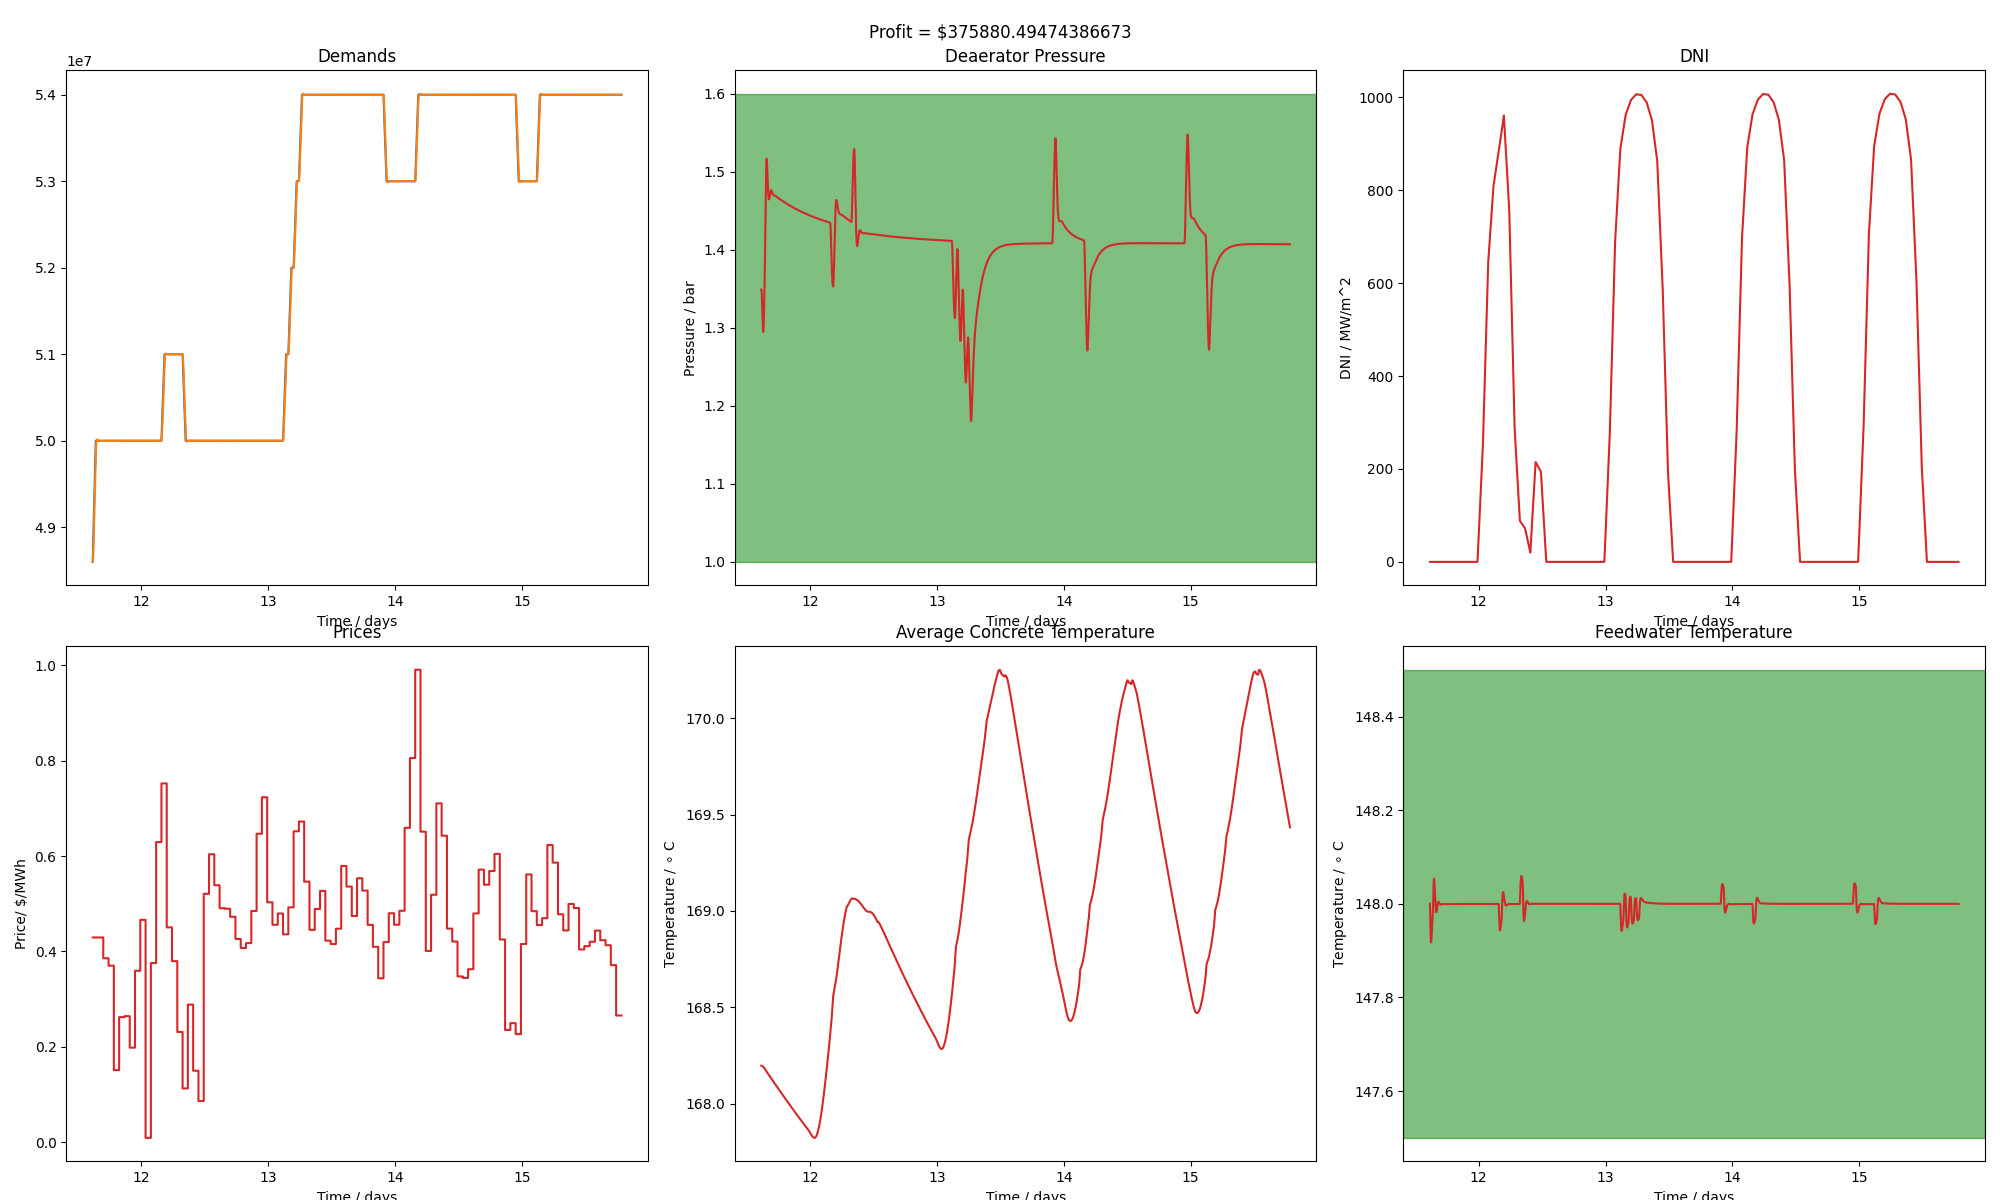 Profit = $375880.49474386673
Demands
1e7
5.4
5.3
5.2
5.1
5.0
4.9
12 13 14 15
Time / days
Deaerator Pressure
Pressure / bar
1.6
1.5
1.4
1.3
1.2
1.1
1.0
12 13 14 15
Time / days
DNI
DNI / MW/m^2
1000
800
600
400
200
0
12 13 14 15
Time / days
Prices
Price/ $/MWh
1.0
0.8
0.6
0.4
0.2
0.0
12 13 14 15
Time / days
Average Concrete Temperature
Temperature / ∘ C
170.0
169.5
169.0
168.5
168.0
12 13 14 15
Time / days
Feedwater Temperature
Temperature / ∘ C
148.4
148.2
148.0
147.8
147.6
12 13 14 15
Time / days